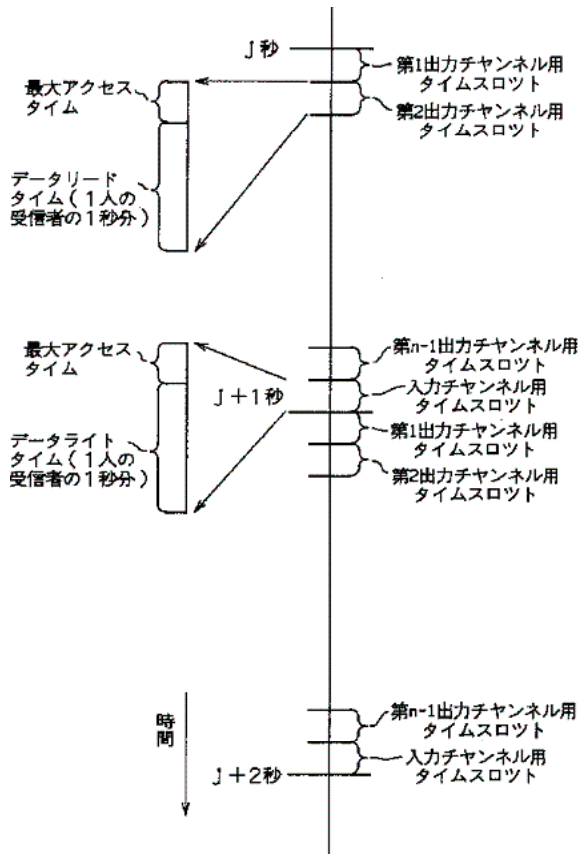 J秒
第1出力チャンネル用
タイムスロツト
最大アクセス
タイム
第2出力チャンネル用
タイムスロツト
データリード
タイム(1人の
受信者の1秒分)
最大アクセス
タイム
第n-1出力チャンネル用
タイムスロツト
J+1秒
入力チャンネル用
タイムスロツト
第1出力チャンネル用
タイムスロツト
データライト
タイム(1人の
受信者の1秒分)
第2出力チャンネル用
タイムスロツト
時間
第n-1出力チャンネル用
タイムスロツト
J+2秒
入力チャンネル用
タイムスロツト